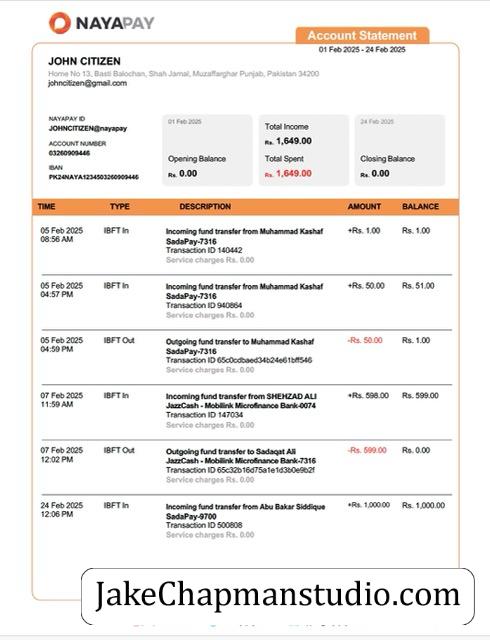 NAYAPAY
Account Statement
01 Feb 2025 - 24 Feb 2025
JOHN CITIZEN
Home No 13, Basti Balochan, Shah Jamal, Muzaffarghar Punjab, Pakistan 34200
johncitizen@gmail.com
NAYAPAY ID
JOHNCITIZEN@nayapay
ACCOUNT NUMBER
03260909446
IBAN
PK24NAYA1234503260909446
01 Feb 2025
Opening Balance
Rs. 0.00
Total Income
Rs. 1,649.00
Total Spent
Rs. 1,649.00
24 Feb 2025
Closing Balance
Rs. 0.00
TIME TYPE DESCRIPTION AMOUNT BALANCE
05 Feb 2025 IBFT In Incoming fund transfer from Muhammad Kashaf +Rs. 1.00 Rs. 1.00
08:56 AM SadaPay-7316
Transaction ID 140442
Service charges Rs. 0.00
05 Feb 2025 IBFT In Incoming fund transfer from Muhammad Kashaf +Rs. 50.00 Rs. 51.00
04:57 PM SadaPay-7316
Transaction ID 940864
Service charges Rs. 0.00
05 Feb 2025 IBFT Out Outgoing fund transfer to Muhammad Kashaf -Rs. 50.00 Rs. 1.00
04:59 PM SadaPay-7316
Transaction ID 65c0cdbaed34b24e61bff546
Service charges Rs. 0.00
07 Feb 2025 IBFT In Incoming fund transfer from SHEHZAD ALI +Rs. 598.00 Rs. 599.00
11:59 AM JazzCash - Mobilink Microfinance Bank-0074
Transaction ID 147034
Service charges Rs. 0.00
07 Feb 2025 IBFT Out Outgoing fund transfer to Sadaqat Ali -Rs. 599.00 Rs. 0.00
12:02 PM JazzCash - Mobilink Microfinance Bank-7316
Transaction ID 65c32b16d75a1e1d3b0e9b2f
Service charges Rs. 0.00
24 Feb 2025 IBFT In Incoming fund transfer from Abu Bakar Siddique +Rs. 1,000.00 Rs. 1,000.00
12:06 PM SadaPay-9700
Transaction ID 500808
Service charges Rs. 0.00
JakeChapmanstudio.com